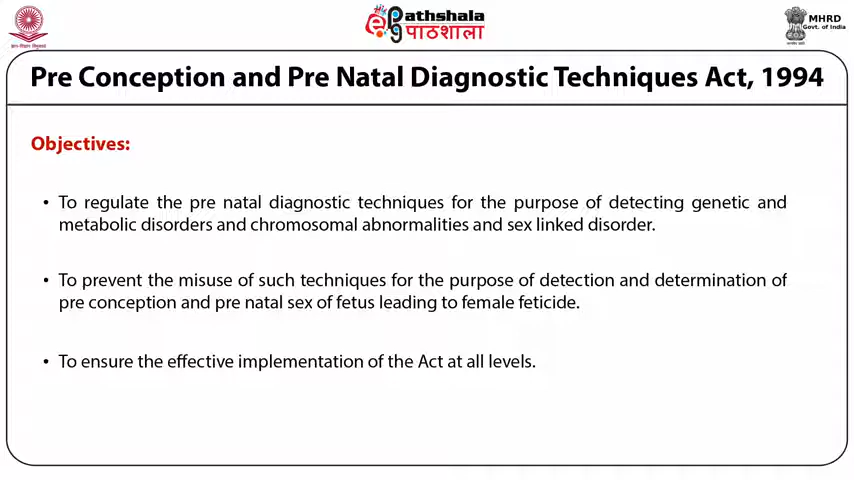 ePathshala
पाठशाला
MHRD
Govt. of India
Pre Conception and Pre Natal Diagnostic Techniques Act, 1994
Objectives:
• To regulate the pre natal diagnostic techniques for the purpose of detecting genetic and
metabolic disorders and chromosomal abnormalities and sex linked disorder.
• To prevent the misuse of such techniques for the purpose of detection and determination of
pre conception and pre natal sex of fetus leading to female feticide.
• To ensure the effective implementation of the Act at all levels.